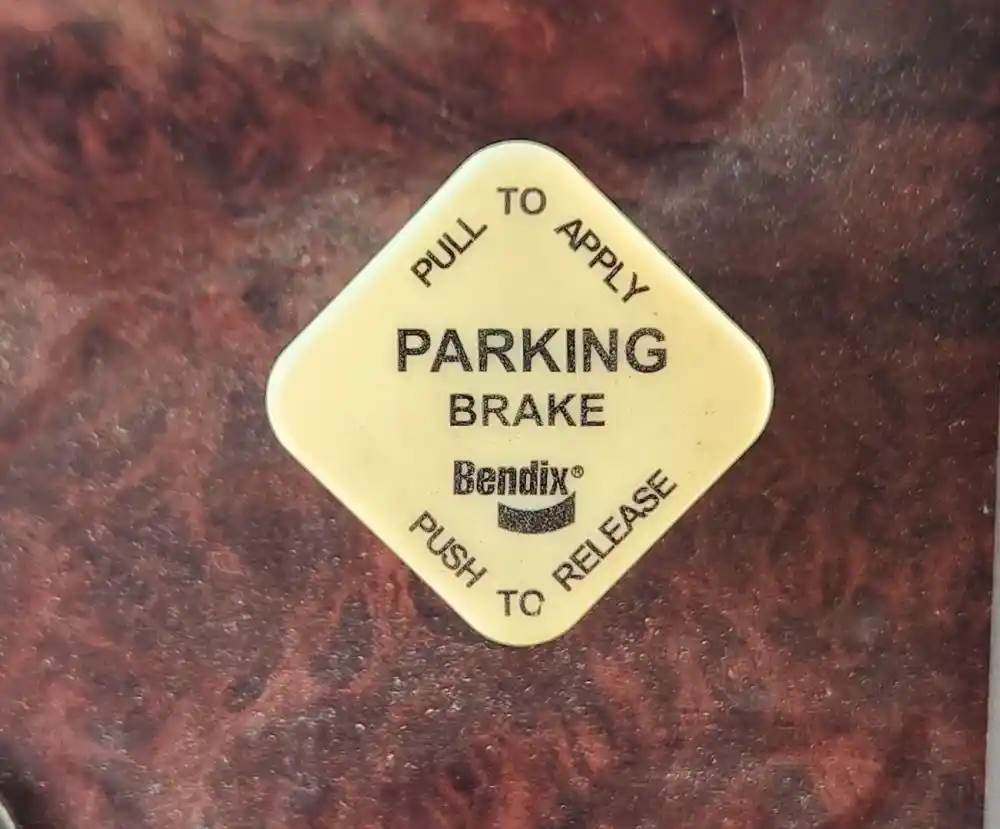 PULL TO APPLY
PARKING
BRAKE
Bendix®
PUSH TO RELEASE